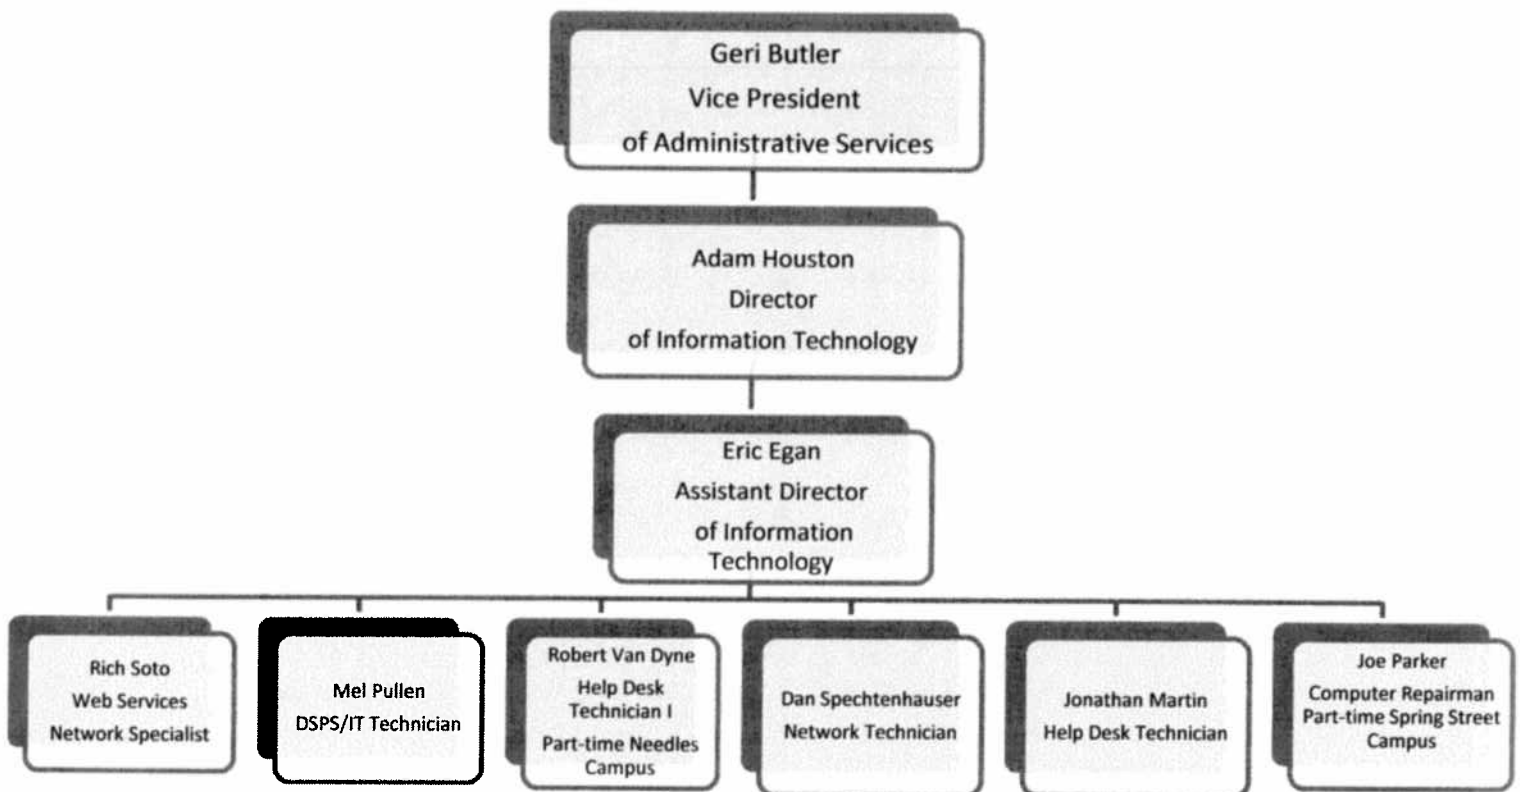 Geri Butler
Vice President
of Administrative Services
Adam Houston
Director
of Information Technology
Eric Egan
Assistant Director
of Information
Technology
Rich Soto
Web Services
Network Specialist
Mel Pullen
DSPS/IT Technician
Robert Van Dyne
Help Desk
Technician I
Part-time Needles
Campus
Dan Spechtenhauser
Network Technician
Jonathan Martin
Help Desk Technician
Joe Parker
Computer Repairman
Part-time Spring Street
Campus